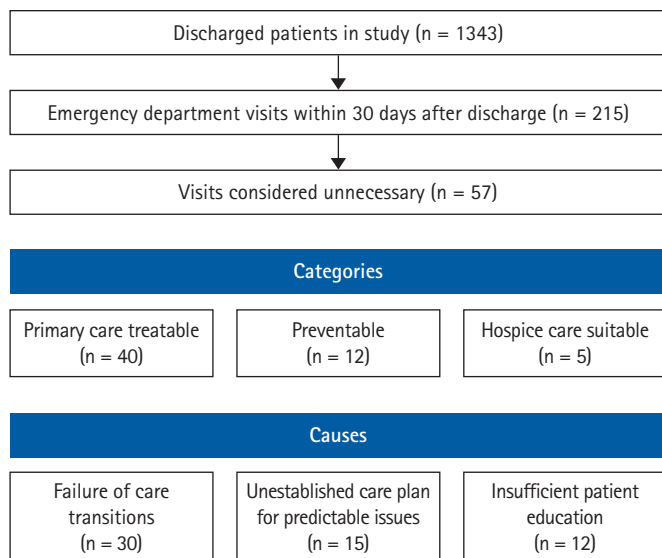 Discharged patients in study (n = 1343)
Emergency department visits within 30 days after discharge (n = 215)
Visits considered unnecessary (n = 57)
Categories
Primary care treatable
(n = 40)
Preventable
(n = 12)
Hospice care suitable
(n = 5)
Causes
Failure of care
transitions
(n = 30)
Unestablished care plan
for predictable issues
(n = 15)
Insufficient patient
education
(n = 12)